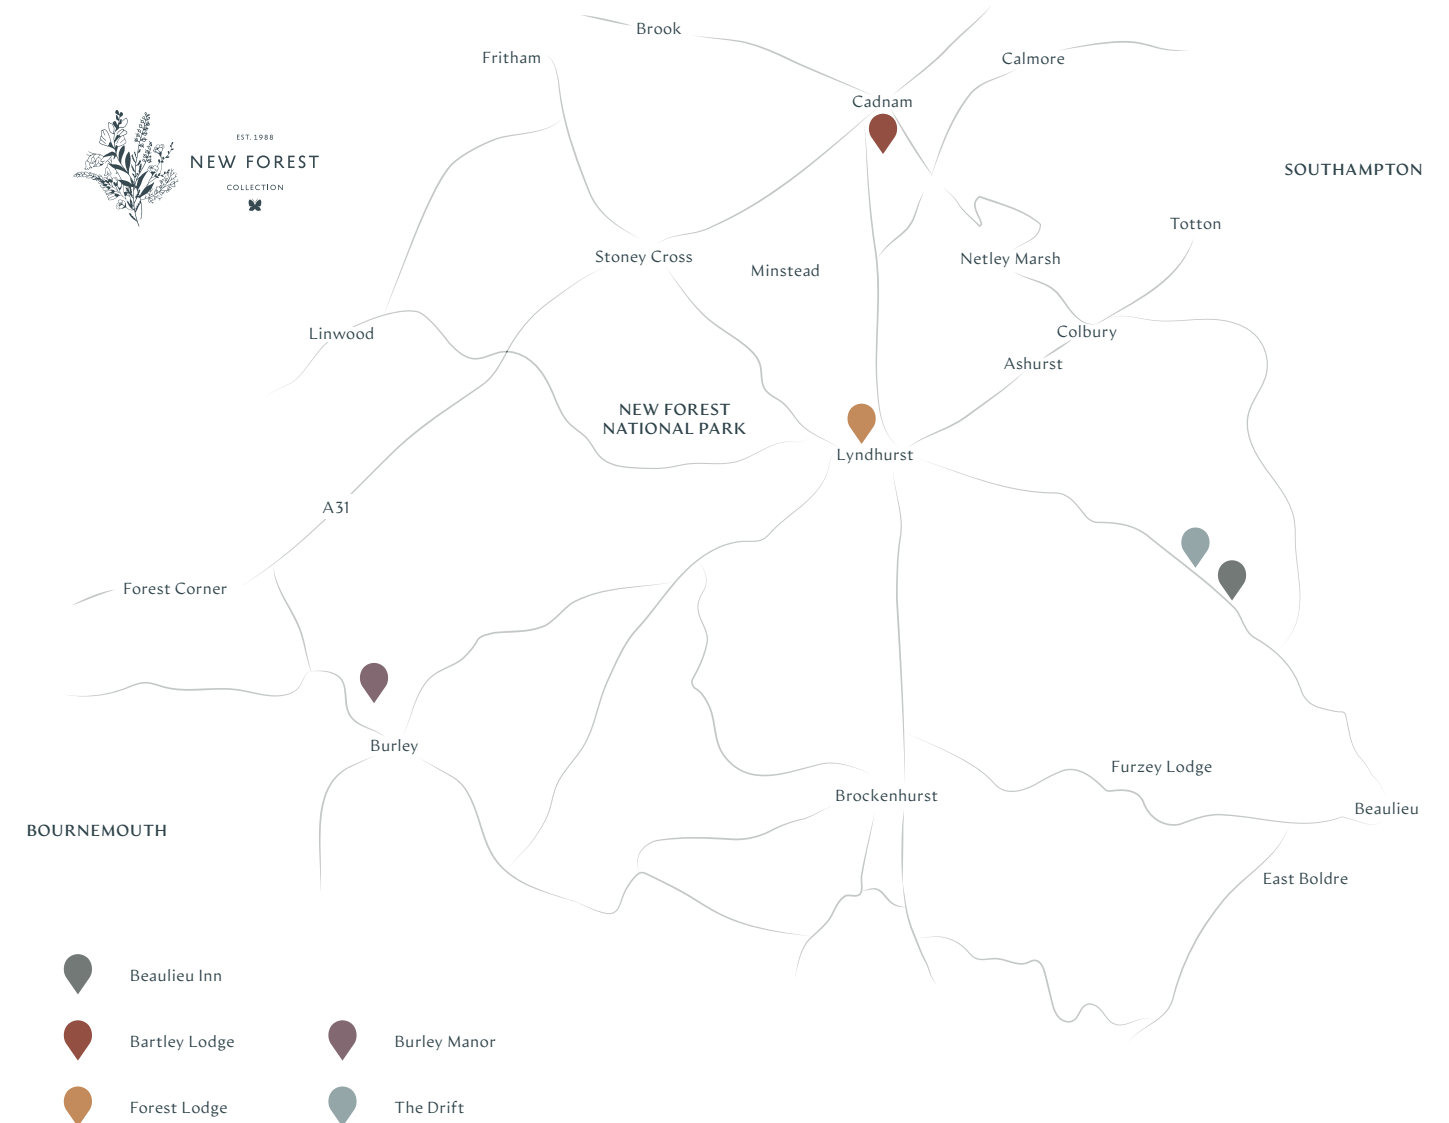 Brook
Fritham
Calmore
Cadnam
EST. 1988
NEW FOREST
COLLECTION
SOUTHAMPTON
Totton
Stoney Cross
Minstead
Netley Marsh
Linwood
Colbury
Ashurst
NEW FOREST
NATIONAL PARK
Lyndhurst
A31
Forest Corner
Burley
Furzey Lodge
Brockenhurst
Beaulieu
BOURNEMOUTH
East Boldre
Beaulieu Inn
Bartley Lodge
Burley Manor
Forest Lodge
The Drift